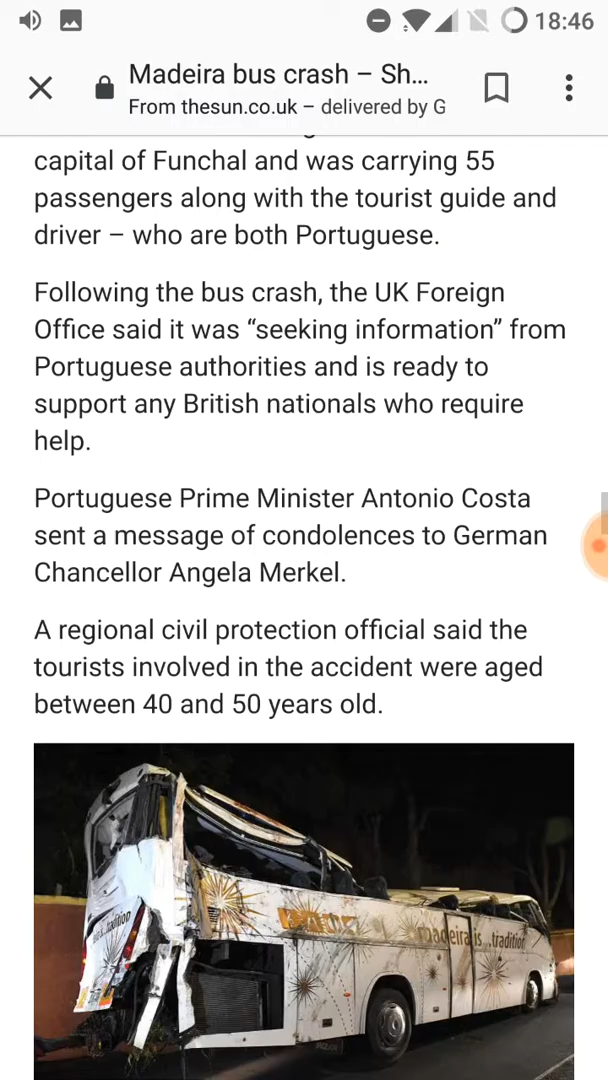 18:46
Madeira bus crash – Sh...
From thesun.co.uk – delivered by G
capital of Funchal and was carrying 55
passengers along with the tourist guide and
driver – who are both Portuguese.
Following the bus crash, the UK Foreign
Office said it was “seeking information” from
Portuguese authorities and is ready to
support any British nationals who require
help.
Portuguese Prime Minister Antonio Costa
sent a message of condolences to German
Chancellor Angela Merkel.
A regional civil protection official said the
tourists involved in the accident were aged
between 40 and 50 years old.
tradition
madeira is...tradition